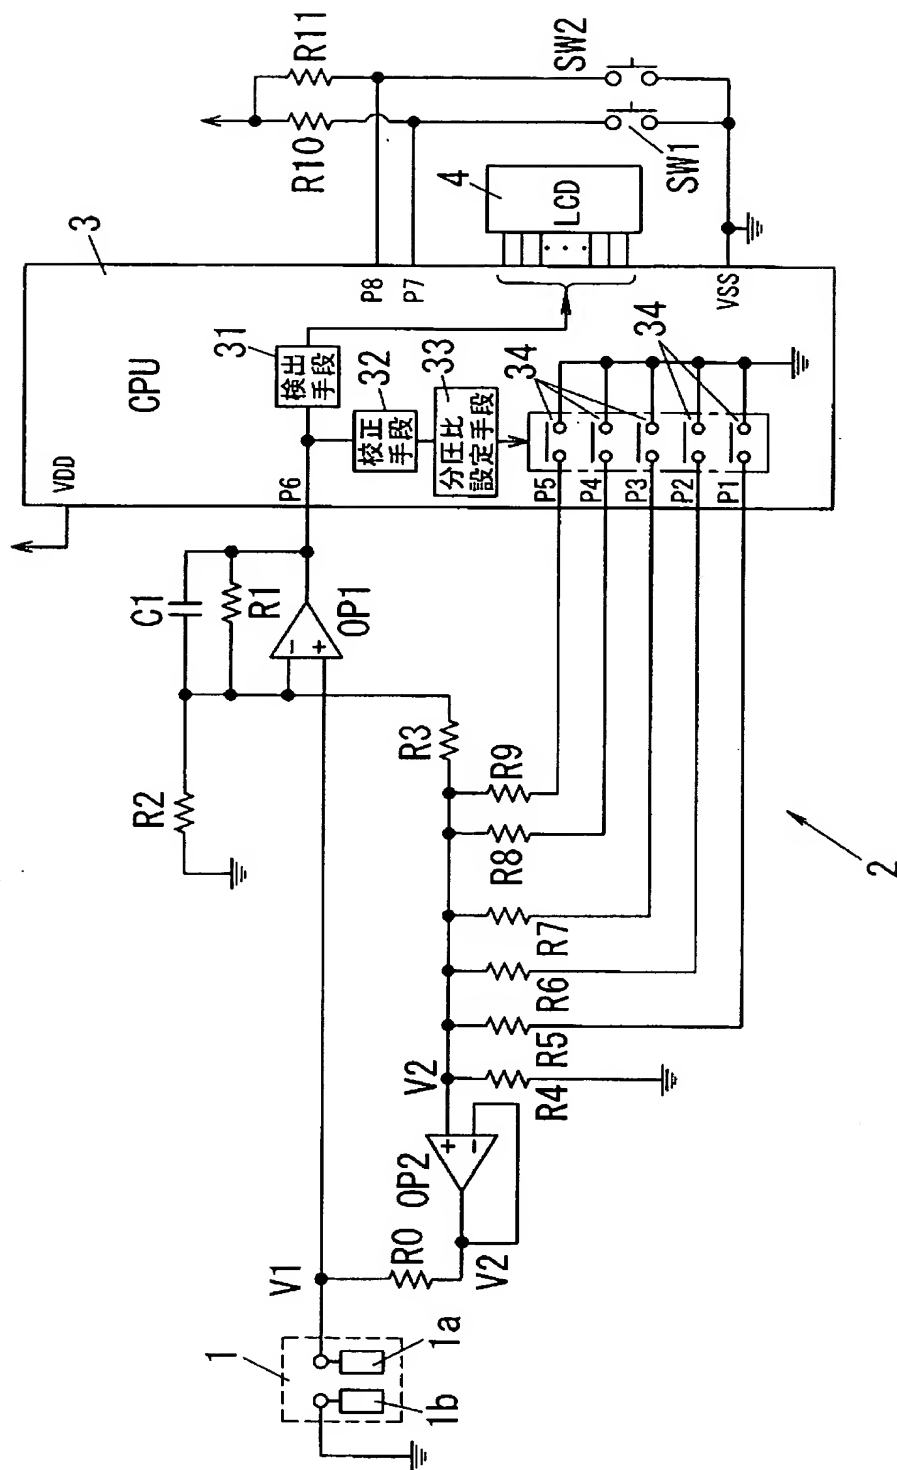 R11
R10
SW2
SW1
3
P8
P7
4
LCD
VSS
CPU
VDD
31
検出
手段
32
校正
手段
33
分圧比
設定手段
34
34
P6
P5
P4
P3
P2
P1
C1
R1
OP1
R2
R3
R9
R8
R7
R6
R5
R4
2
V2
OP2
R0
V2
V1
1
1a
1b